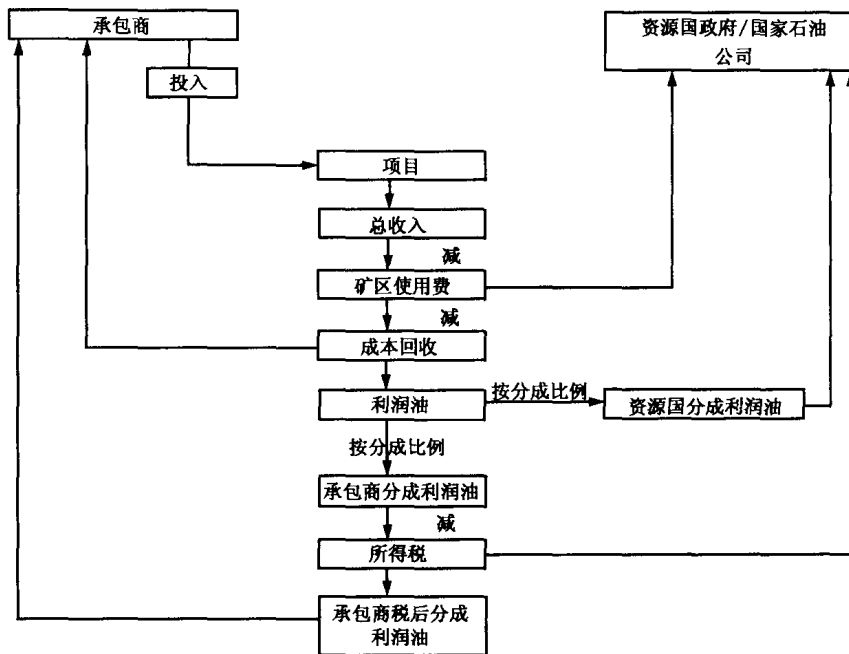 承包商
资源国政府/国家石油
公司
投入
项目
总收入
减
矿区使用费
减
成本回收
利润油
按分成比例
资源国分成利润油
按分成比例
承包商分成利润油
减
所得税
承包商税后分成
利润油